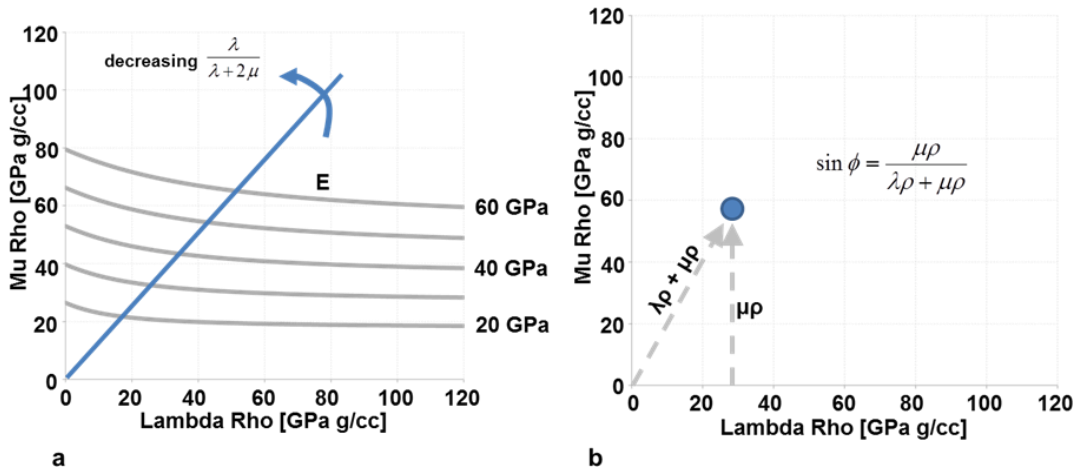 120
100
80
60
40
20
0
Mu Rho [GPa g/cc]
decreasing λ / (λ + 2μ)
E
60 GPa
40 GPa
20 GPa
0 20 40 60 80 100 120
Lambda Rho [GPa g/cc]
a
120
100
80
60
40
20
0
Mu Rho [GPa g/cc]
sin ϕ = μρ / (λρ + μρ)
λρ + μρ
μρ
0 20 40 60 80 100 120
Lambda Rho [GPa g/cc]
b